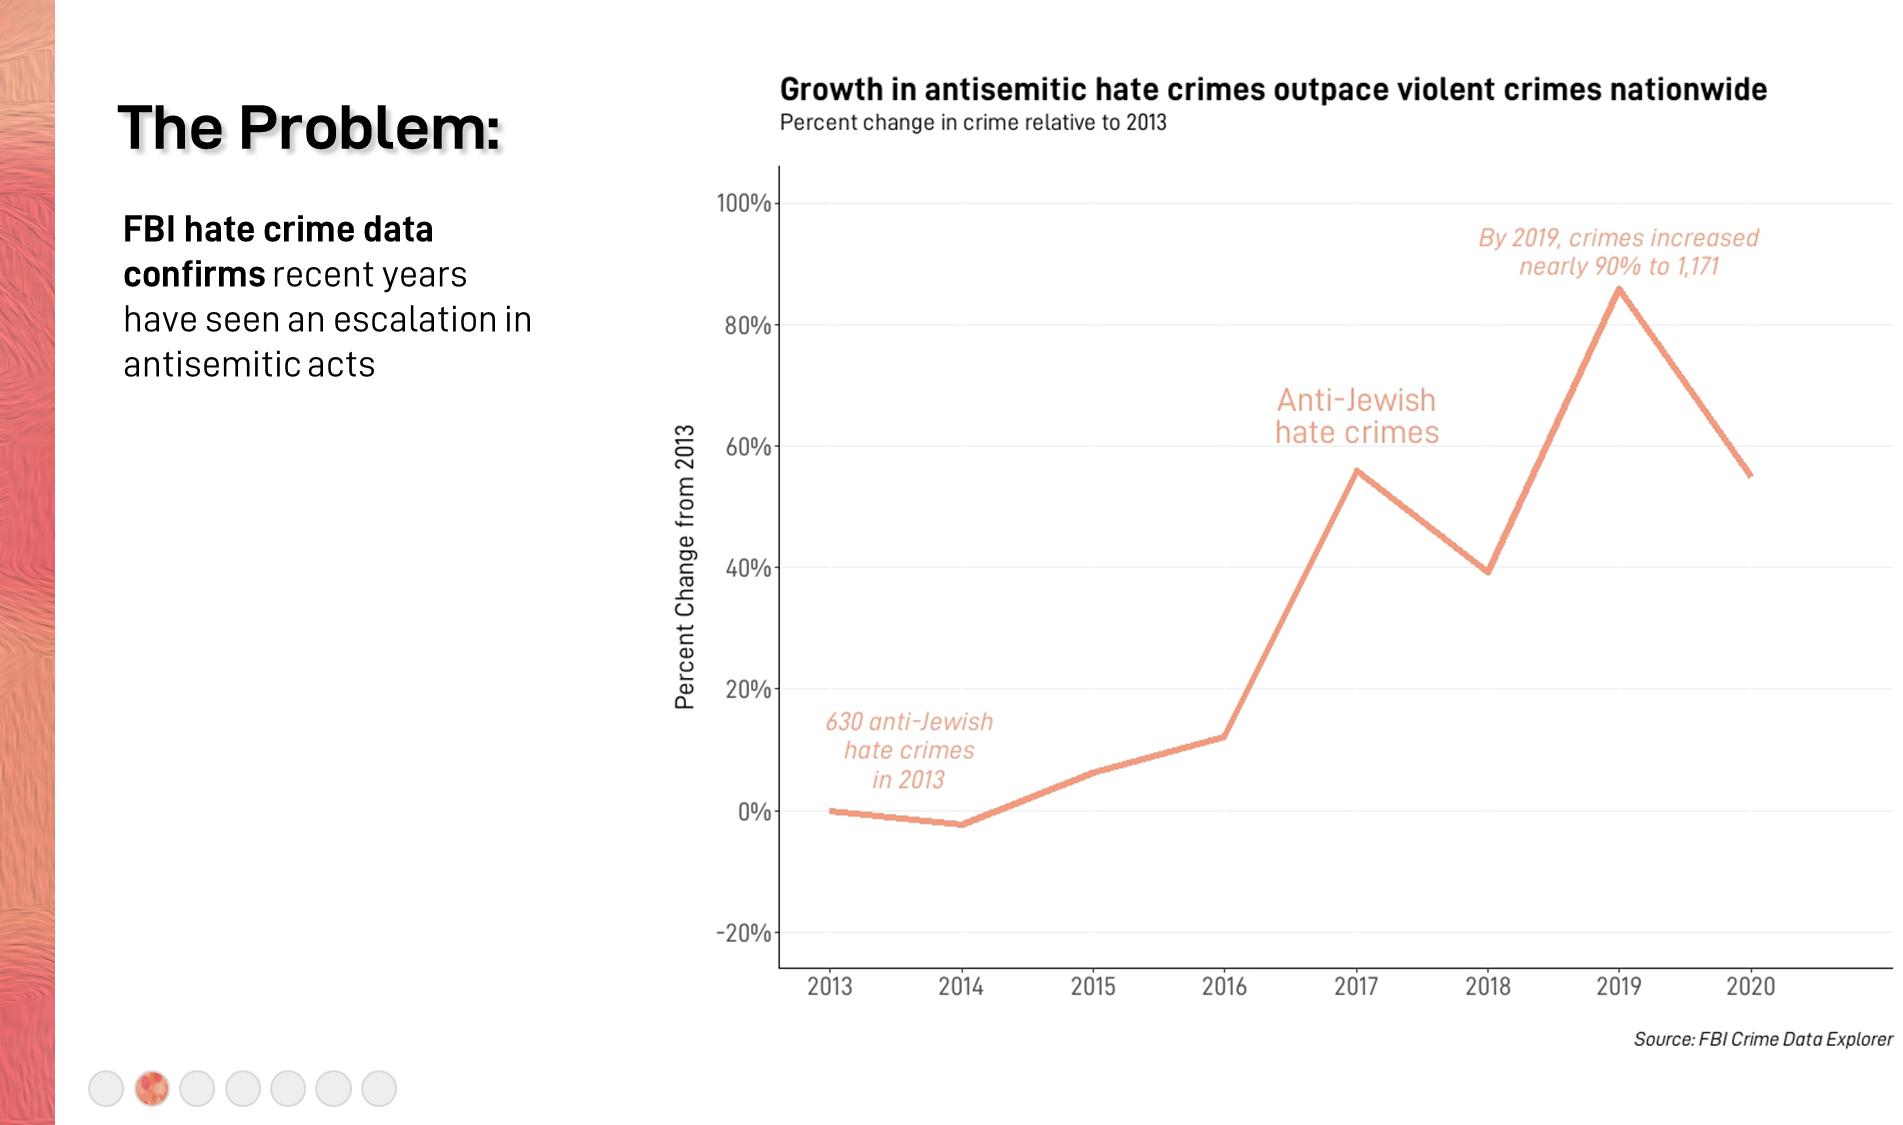 The Problem:
FBI hate crime data
confirms recent years
have seen an escalation in
antisemitic acts
Growth in antisemitic hate crimes outpace violent crimes nationwide
Percent change in crime relative to 2013
Percent Change from 2013
100%
80%
60%
40%
20%
0%
-20%
By 2019, crimes increased
nearly 90% to 1,171
Anti-Jewish
hate crimes
630 anti-Jewish
hate crimes
in 2013
2013 2014 2015 2016 2017 2018 2019 2020
Source: FBI Crime Data Explorer